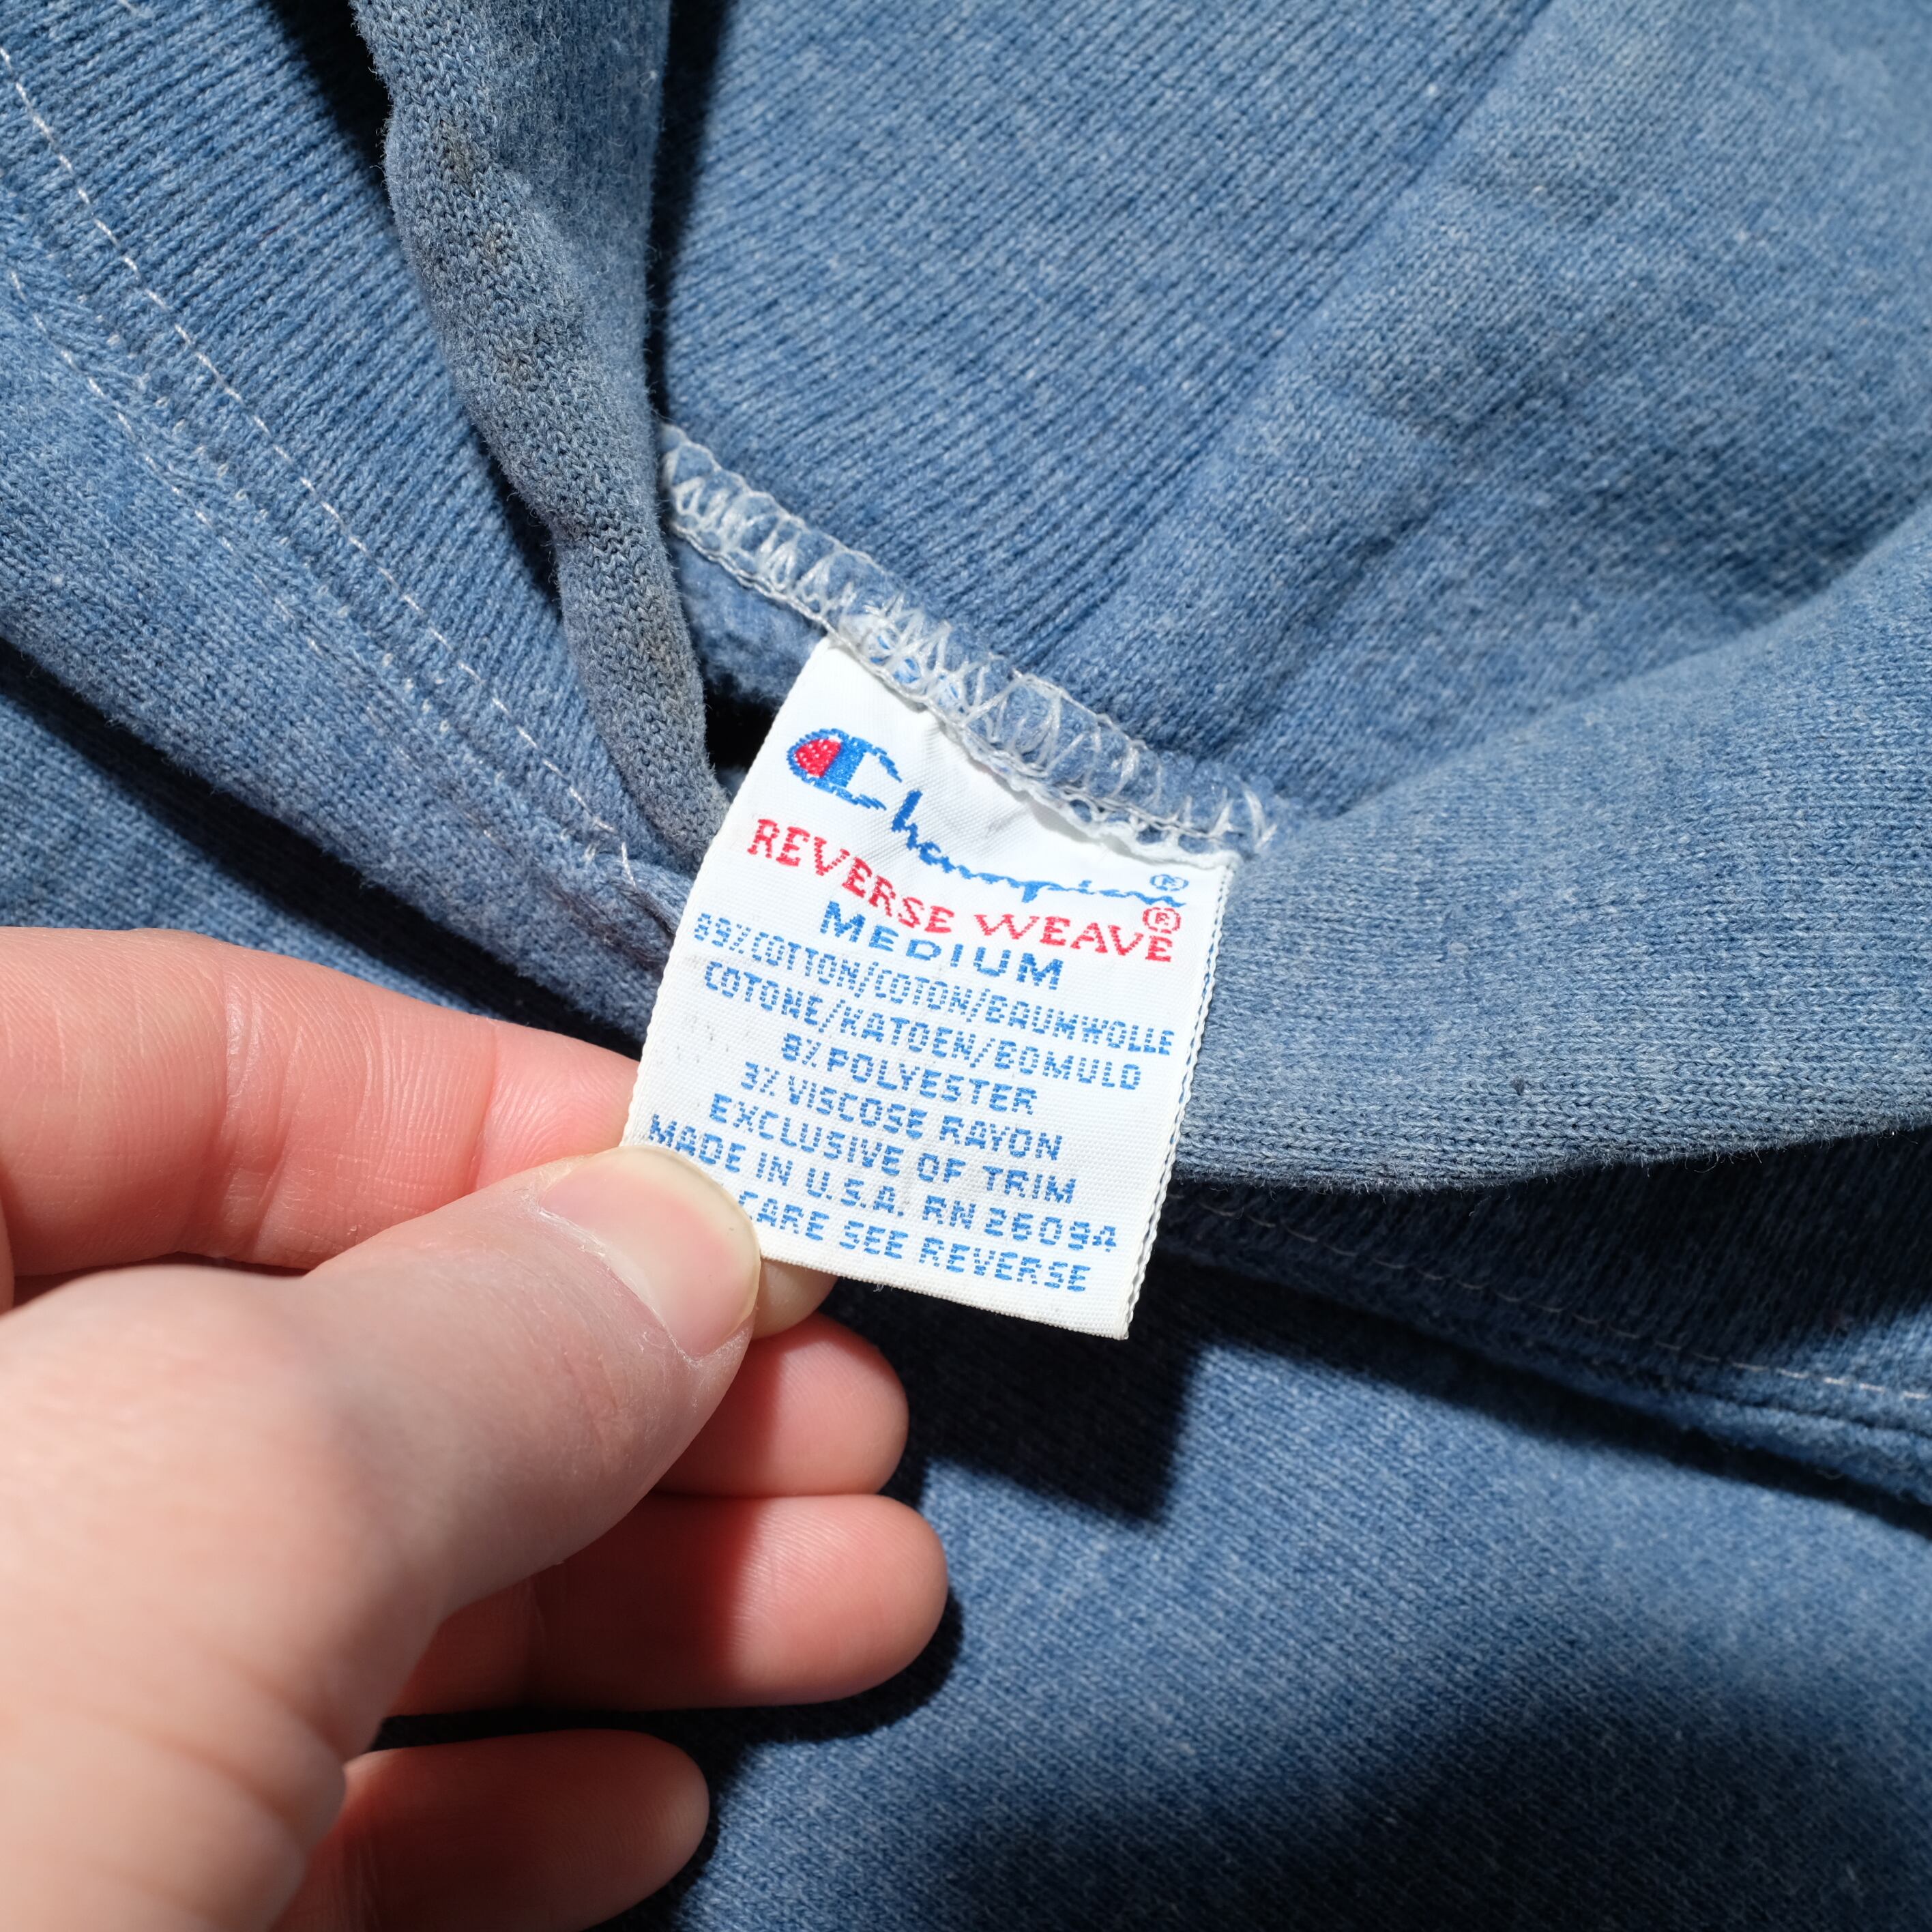 Champion®
REVERSE WEAVE®
MEDIUM
89% COTTON/COTON/BAUMWOLLE
COTONE/KATOEN/BOMULD
8% POLYESTER
3% VISCOSE RAYON
EXCLUSIVE OF TRIM
MADE IN U.S.A. RN 26094
CARE SEE REVERSE